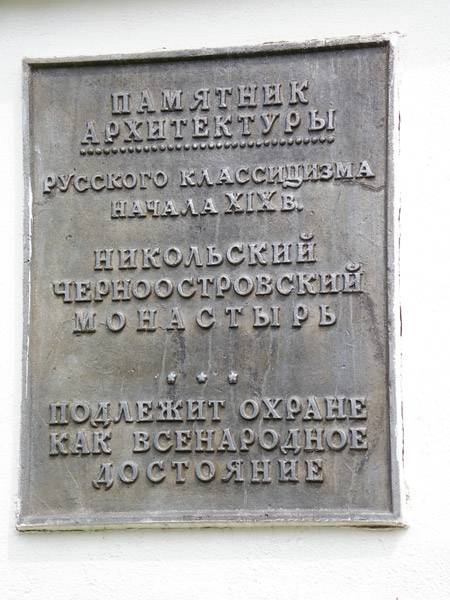 ПАМЯТНИК
АРХИТЕКТУРЫ
РУССКОГО КЛАССИЦИЗМА
НАЧАЛА XIX В.
НИКОЛЬСКИЙ
ЧЕРНООСТРОВСКИЙ
МОНАСТЫРЬ
* * *
ПОДЛЕЖИТ ОХРАНЕ
КАК ВСЕНАРОДНОЕ
ДОСТОЯНИЕ